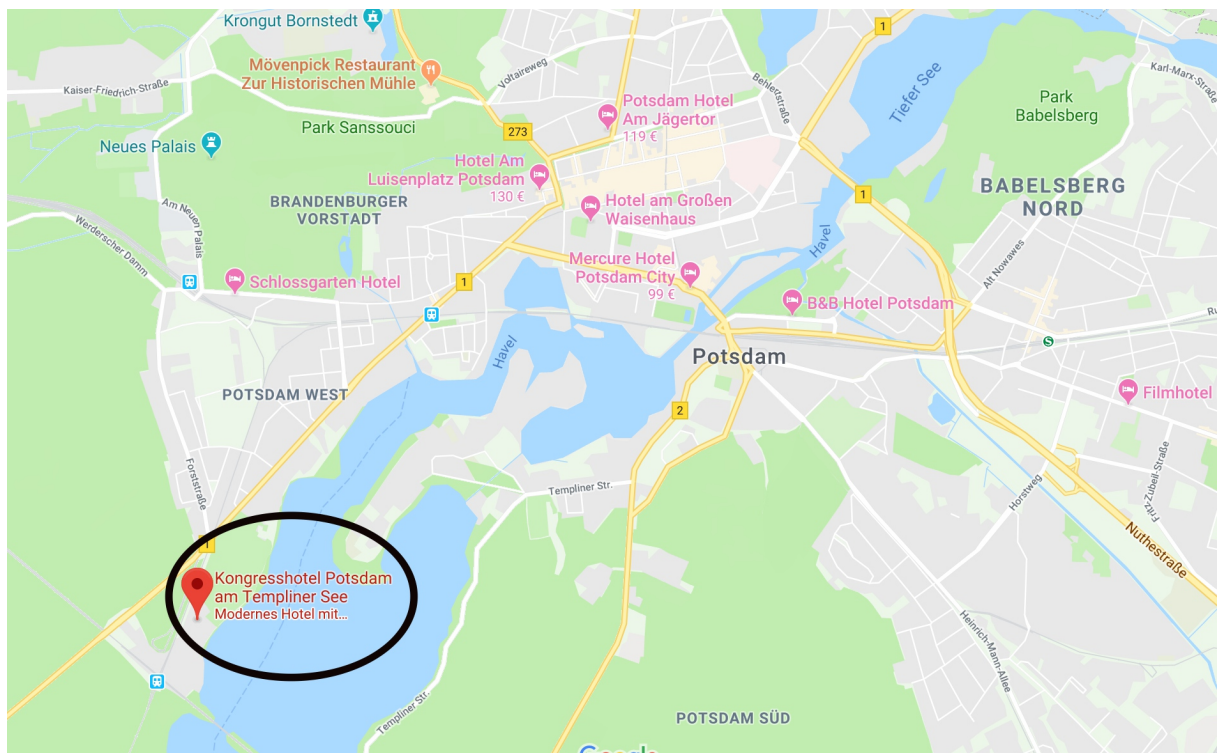 Krongut Bornstedt
Mövenpick Restaurant
Zur Historischen Mühle
Voltaireweg
Kaiser-Friedrich-Straße
Park Sanssouci
Neues Palais
273
1
Behlertstraße
Tiefer See
Karl-Marx-Straße
Park
Babelsberg
Potsdam Hotel
Am Jägertor
119 €
Hotel Am
Luisenplatz Potsdam
130 €
BRANDENBURGER
VORSTADT
Hotel am Großen
Waisenhaus
BABELSBERG
NORD
1
Am Neuen Palais
Werderscher Damm
Schlossgarten Hotel
1
Mercure Hotel
Potsdam City
99 €
Havel
Alt Nowawes
B&B Hotel Potsdam
Ru
S
Havel
Potsdam
POTSDAM WEST
2
Filmhotel
Forststraße
Templiner Str.
Horstweg
Fritz-Zubeil-Straße
Nuthestraße
1
Kongresshotel Potsdam
am Templiner See
Modernes Hotel mit...
Heinrich-Mann-Allee
Templiner Str.
POTSDAM SÜD